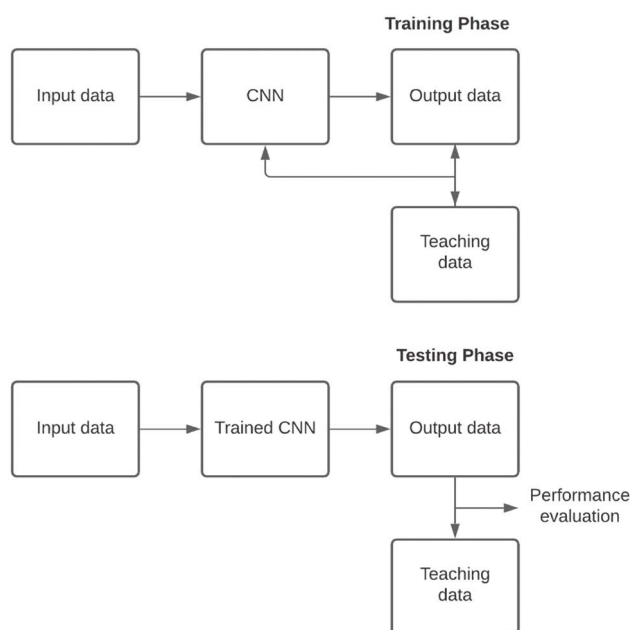 Training Phase
Input data
CNN
Output data
Teaching
data
Testing Phase
Input data
Trained CNN
Output data
Performance
evaluation
Teaching
data